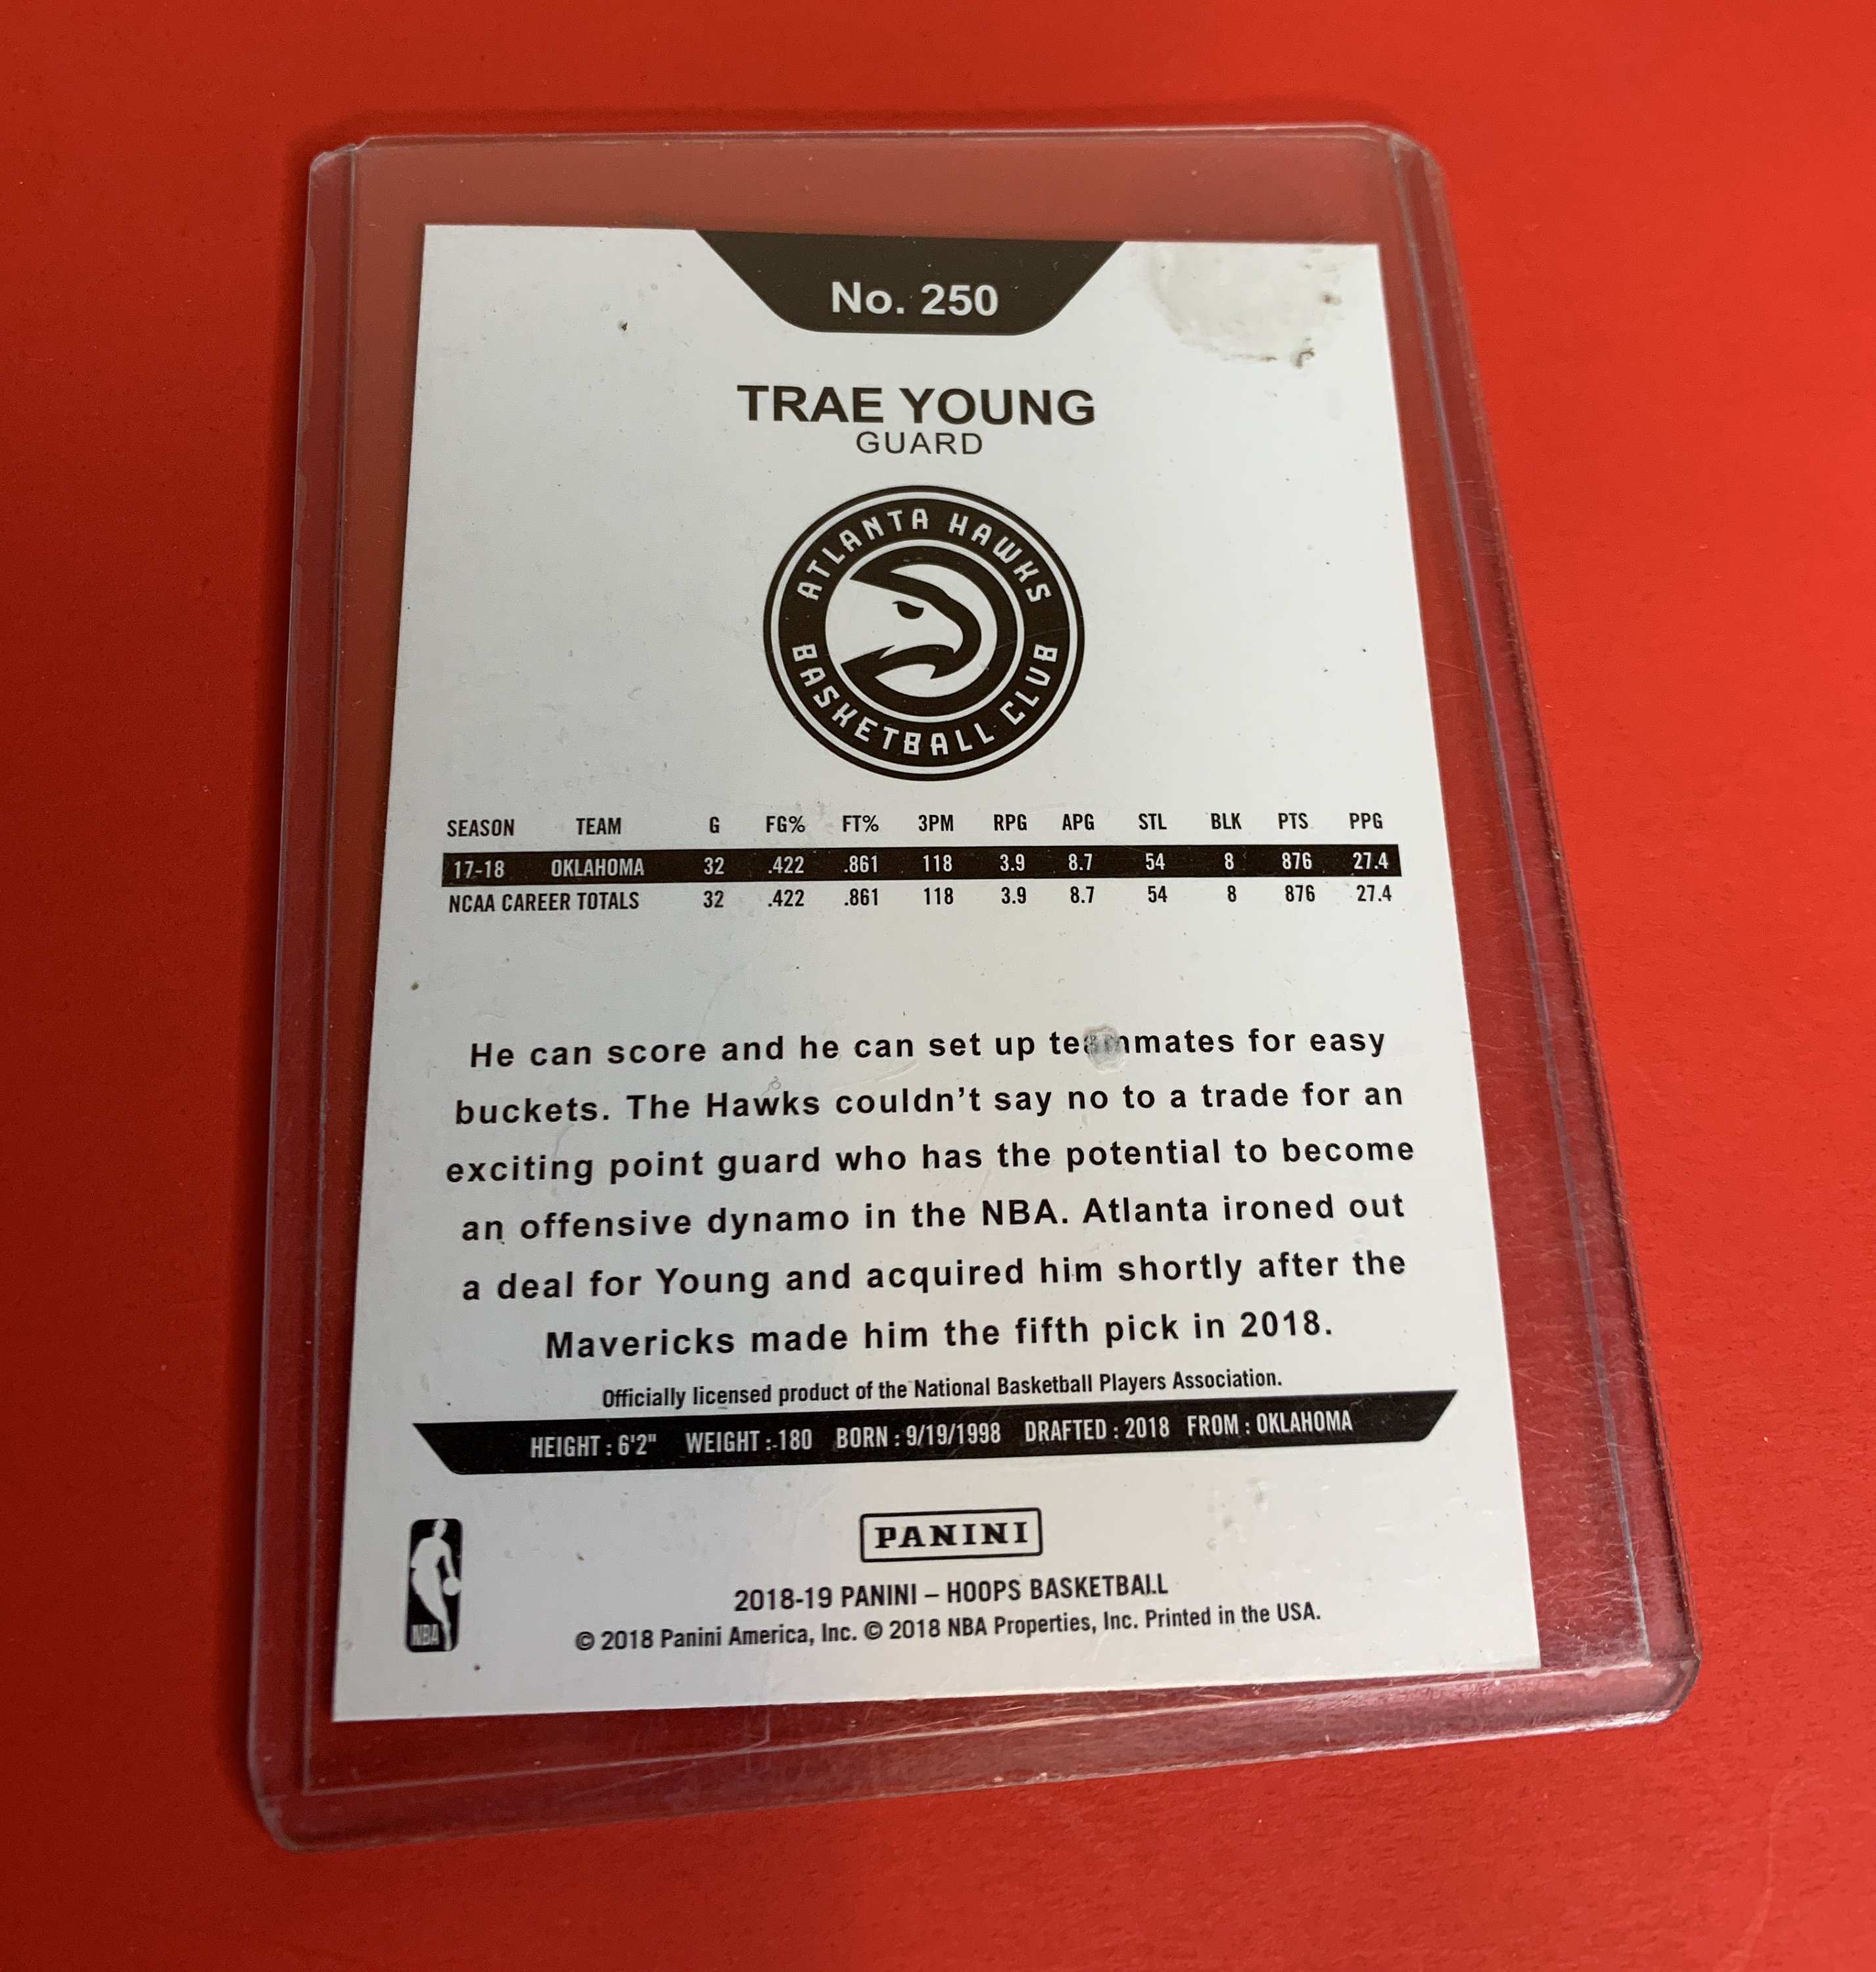 No. 250
TRAE YOUNG
GUARD
ATLANTA HAWKS
BASKETBALL CLUB
SEASON TEAM G FG% FT% 3PM RPG APG STL BLK PTS PPG
17-18 OKLAHOMA 32 .422 .861 118 3.9 8.7 54 8 876 27.4
NCAA CAREER TOTALS 32 .422 .861 118 3.9 8.7 54 8 876 27.4
He can score and he can set up teammates for easy
buckets. The Hawks couldn't say no to a trade for an
exciting point guard who has the potential to become
an offensive dynamo in the NBA. Atlanta ironed out
a deal for Young and acquired him shortly after the
Mavericks made him the fifth pick in 2018.
Officially licensed product of the National Basketball Players Association.
HEIGHT : 6'2" WEIGHT : 180 BORN : 9/19/1998 DRAFTED : 2018 FROM : OKLAHOMA
NBA
PANINI
2018-19 PANINI – HOOPS BASKETBALL
© 2018 Panini America, Inc. © 2018 NBA Properties, Inc. Printed in the USA.